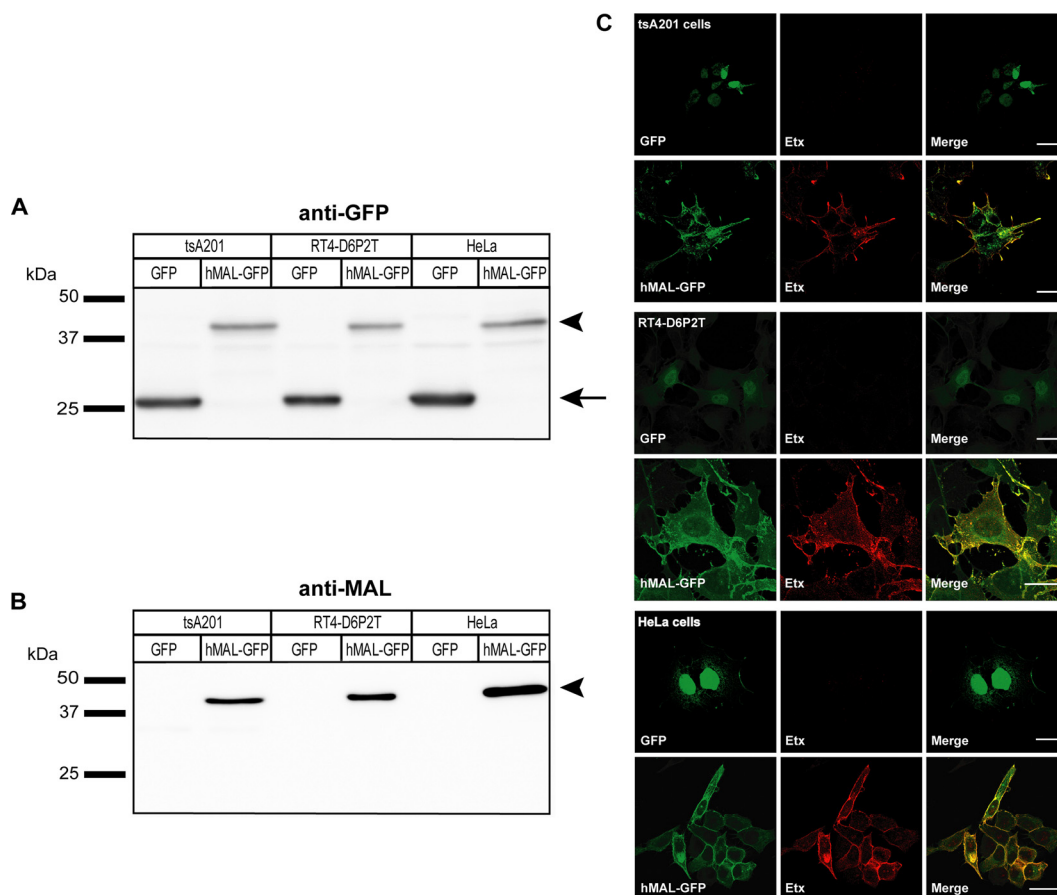 A
anti-GFP
tsA201 RT4-D6P2T HeLa
kDa GFP hMAL-GFP GFP hMAL-GFP GFP hMAL-GFP
50
37
25
B
anti-MAL
tsA201 RT4-D6P2T HeLa
kDa GFP hMAL-GFP GFP hMAL-GFP GFP hMAL-GFP
50
37
25
C
tsA201 cells
GFP Etx Merge
hMAL-GFP Etx Merge
RT4-D6P2T
GFP Etx Merge
hMAL-GFP Etx Merge
HeLa cells
GFP Etx Merge
hMAL-GFP Etx Merge